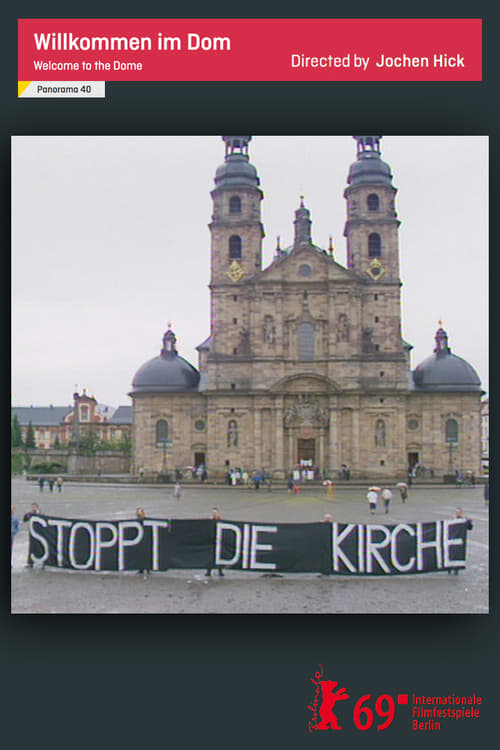 Willkommen im Dom
Welcome to the Dome
Directed by Jochen Hick
Panorama 40
STOPPT DIE KIRCHE
Berlinale
69
Internationale
Filmfestspiele
Berlin